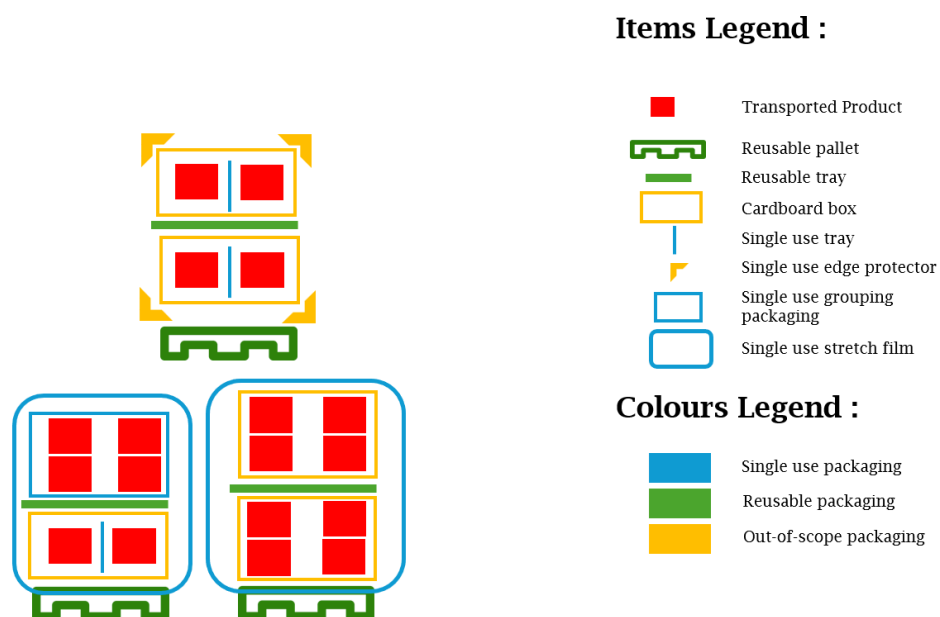 Items Legend :
Transported Product
Reusable pallet
Reusable tray
Cardboard box
Single use tray
Single use edge protector
Single use grouping
packaging
Single use stretch film
Colours Legend :
Single use packaging
Reusable packaging
Out-of-scope packaging